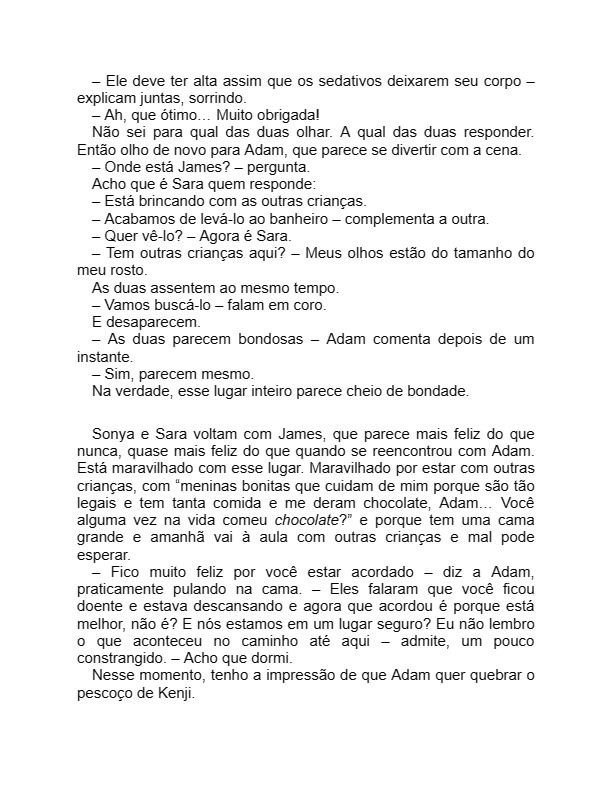 – Ele deve ter alta assim que os sedativos deixarem seu corpo –
explicam juntas, sorrindo.
– Ah, que ótimo… Muito obrigada!
Não sei para qual das duas olhar. A qual das duas responder.
Então olho de novo para Adam, que parece se divertir com a cena.
– Onde está James? – pergunta.
Acho que é Sara quem responde:
– Está brincando com as outras crianças.
– Acabamos de levá-lo ao banheiro – complementa a outra.
– Quer vê-lo? – Agora é Sara.
– Tem outras crianças aqui? – Meus olhos estão do tamanho do
meu rosto.
As duas assentem ao mesmo tempo.
– Vamos buscá-lo – falam em coro.
E desaparecem.
– As duas parecem bondosas – Adam comenta depois de um
instante.
– Sim, parecem mesmo.
Na verdade, esse lugar inteiro parece cheio de bondade.
Sonya e Sara voltam com James, que parece mais feliz do que
nunca, quase mais feliz do que quando se reencontrou com Adam.
Está maravilhado com esse lugar. Maravilhado por estar com outras
crianças, com “meninas bonitas que cuidam de mim porque são tão
legais e tem tanta comida e me deram chocolate, Adam… Você
alguma vez na vida comeu chocolate?” e porque tem uma cama
grande e amanhã vai à aula com outras crianças e mal pode
esperar.
– Fico muito feliz por você estar acordado – diz a Adam,
praticamente pulando na cama. – Eles falaram que você ficou
doente e estava descansando e agora que acordou é porque está
melhor, não é? E nós estamos em um lugar seguro? Eu não lembro
o que aconteceu no caminho até aqui – admite, um pouco
constrangido. – Acho que dormi.
Nesse momento, tenho a impressão de que Adam quer quebrar o
pescoço de Kenji.